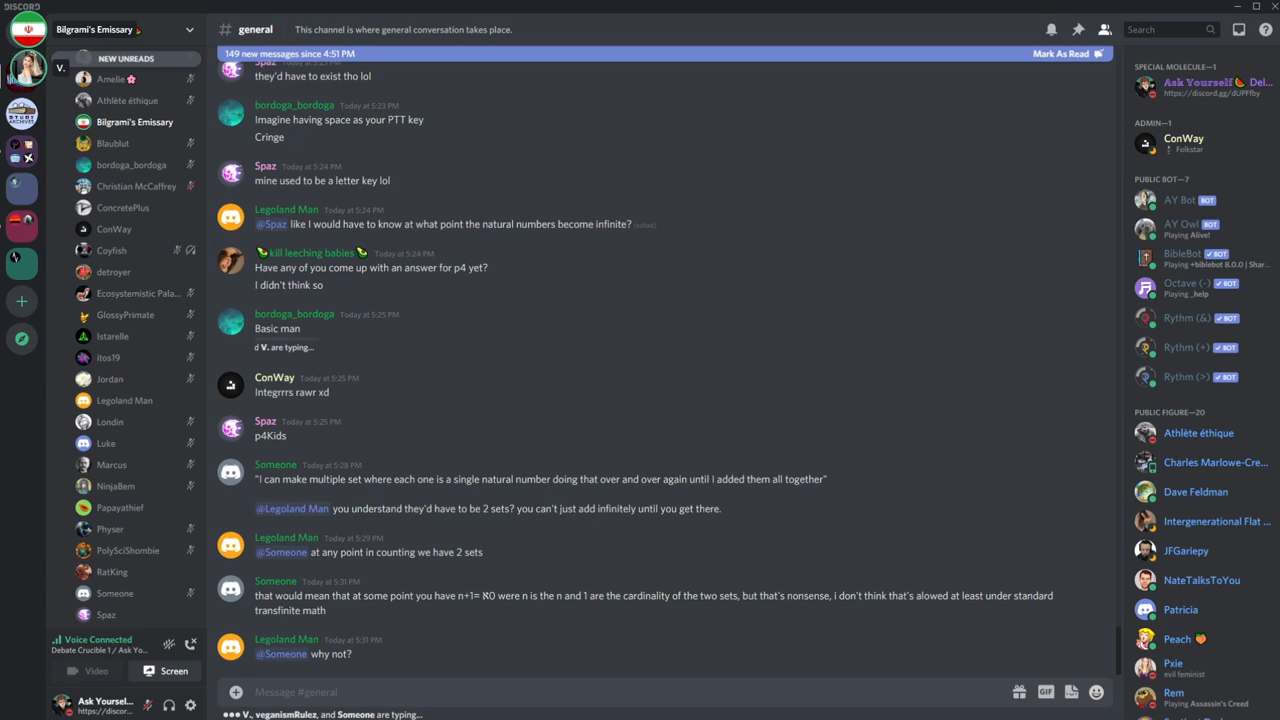 DISCORD
Bilgrami's Emissary
# general
This channel is where general conversation takes place.
Search
149 new messages since 4:51 PM
Mark As Read
NEW UNREADS
V.
Amelie
Athlète éthique
Bilgrami's Emissary
Blaublut
bordoga_bordoga
Christian McCaffrey
ConcretePlus
ConWay
Coyfish
detroyer
Ecosystemistic Pala...
GlossyPrimate
Istarelle
itos19
Jordan
Legoland Man
Londin
Luke
Marcus
NinjaBem
Papayathief
Physer
PolySciShombie
RatKing
Someone
Spaz
Voice Connected
Debate Crucible 1 / Ask Yo...
Video
Screen
Ask Yoursel...
https://discor...
Spaz Today at 5:23 PM
they'd have to exist tho lol
bordoga_bordoga Today at 5:23 PM
Imagine having space as your PTT key
Cringe
Spaz Today at 5:24 PM
mine used to be a letter key lol
Legoland Man Today at 5:24 PM
@Spaz like I would have to know at what point the natural numbers become infinite? (edited)
kill leeching babies Today at 5:24 PM
Have any of you come up with an answer for p4 yet?
I didn't think so
bordoga_bordoga Today at 5:25 PM
Basic man
d V. are typing...
ConWay Today at 5:25 PM
Integrrrs rawr xd
Spaz Today at 5:25 PM
p4Kids
Someone Today at 5:28 PM
"I can make multiple set where each one is a single natural number doing that over and over again until I added them all together"
@Legoland Man you understand they'd have to be 2 sets? you can't just add infinitely until you get there.
Legoland Man Today at 5:29 PM
@Someone at any point in counting we have 2 sets
Someone Today at 5:31 PM
that would mean that at some point you have n+1= ℵ0 were n is the n and 1 are the cardinality of the two sets, but that's nonsense, i don't think that's alowed at least under standard
transfinite math
Legoland Man Today at 5:31 PM
@Someone why not?
Message #general
GIF
V., veganismRulez, and Someone are typing...
SPECIAL MOLECULE—1
Ask Yourself Del...
https://discord.gg/dUPFfby
ADMIN—1
ConWay
Folkstar
PUBLIC BOT—7
AY Bot BOT
AY Owl BOT
Playing Alive!
BibleBot BOT
Playing +biblebot 8.0.0 | Shar...
Octave (-) BOT
Playing _help
Rythm (&) BOT
Rythm (+) BOT
Rythm (>) BOT
PUBLIC FIGURE—20
Athlète éthique
Charles Marlowe-Cre...
Dave Feldman
Intergenerational Flat ...
JFGariepy
NateTalksToYou
Patricia
Peach
Pxie
evil feminist
Rem
Playing Assassin's Creed